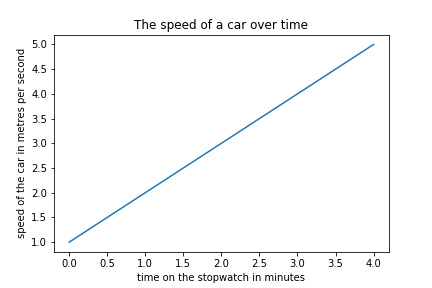 The speed of a car over time
speed of the car in metres per second
5.0
4.5
4.0
3.5
3.0
2.5
2.0
1.5
1.0
0.0 0.5 1.0 1.5 2.0 2.5 3.0 3.5 4.0
time on the stopwatch in minutes